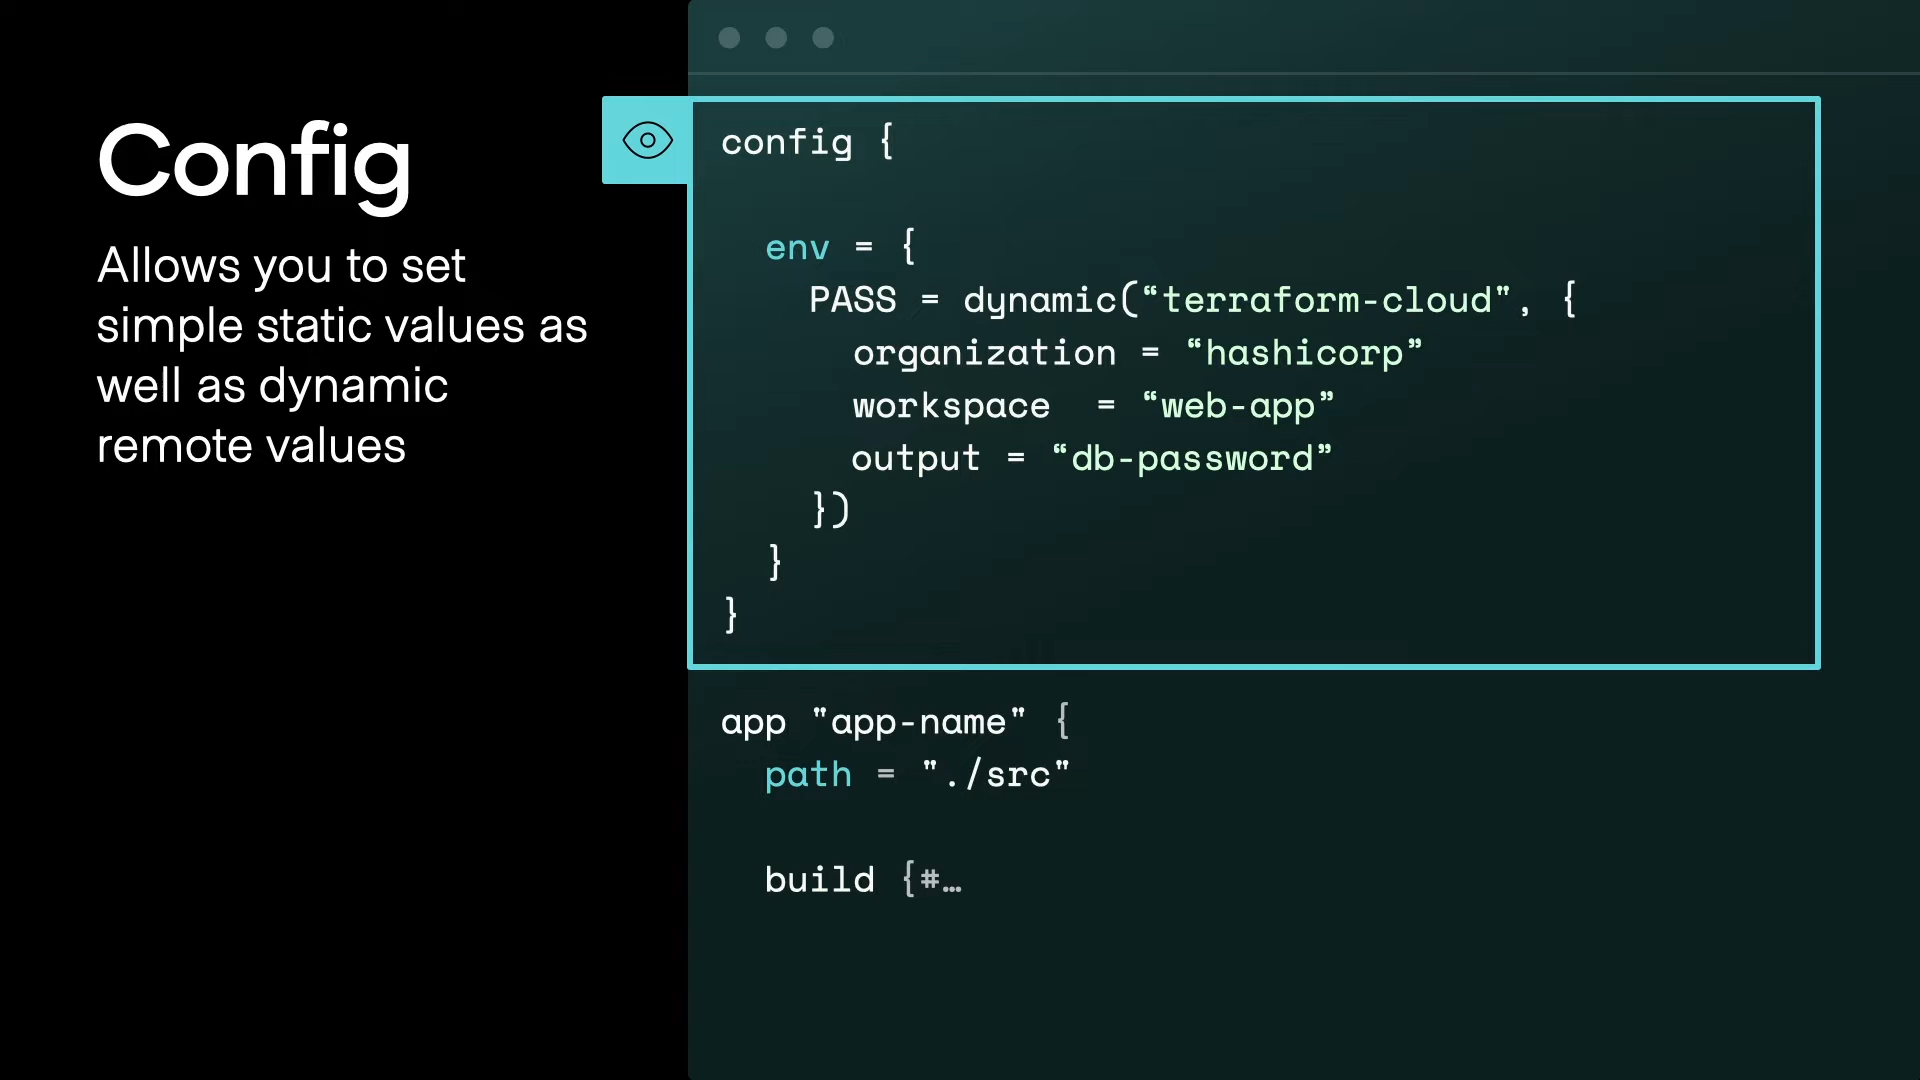 Config
Allows you to set
simple static values as
well as dynamic
remote values
config {
env = {
PASS = dynamic(“terraform-cloud", {
organization = “hashicorp”
workspace  = “web-app”
output = “db-password”
})
}
}
app "app-name" {
path = "./src"
build {#…